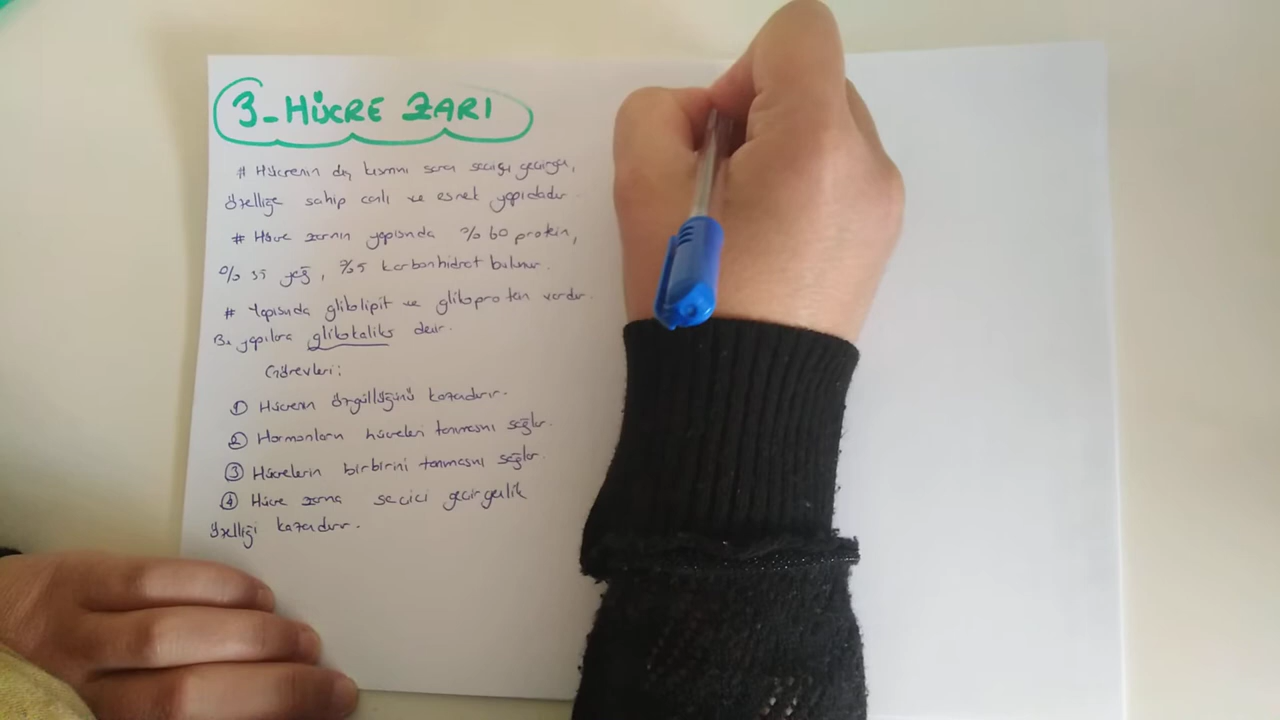 3_ HÜCRE ZARI
# Hücrenin dış kısmını saran seçici geçirgen,
özelliğe sahip canlı ve esnek yapıdadır.
# Hücre zarının yapısında % 60 protein,
% 35 yağ, %5 karbonhidrat bulunur.
# Yapısında glikolipit ve glikoprotein vardır.
Bu yapılara glikokaliks denir.
Görevleri:
① Hücrenin özgüllüğünü kazandırır.
② Hormonların hücreleri tanımasını sağlar.
③ Hücrelerin birbirini tanımasını sağlar.
④ Hücre zarına seçici geçirgenlik
özelliği kazandırır.